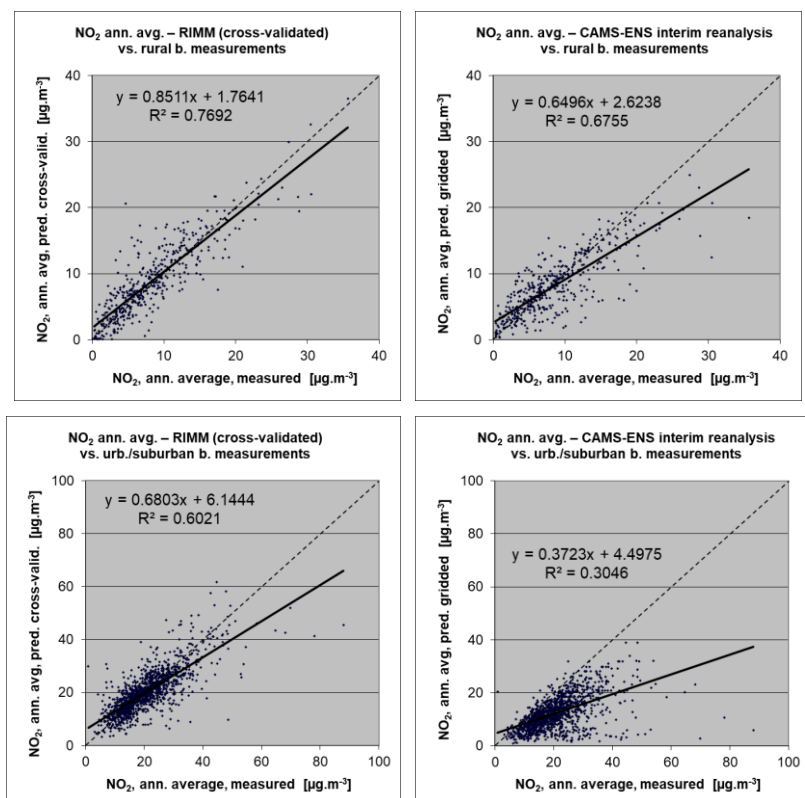 NO₂ ann. avg. – RIMM (cross-validated)
vs. rural b. measurements
NO₂, ann. avg, pred. cross-valid. [µg.m⁻³]
40
30
20
10
0
y = 0.8511x + 1.7641
R² = 0.7692
0 10 20 30 40
NO₂, ann. average, measured [µg.m⁻³]
NO₂ ann. avg. – CAMS-ENS interim reanalysis
vs. rural b. measurements
NO₂, ann. avg, pred. gridded [µg.m⁻³]
40
30
20
10
0
y = 0.6496x + 2.6238
R² = 0.6755
0 10 20 30 40
NO₂, ann. average, measured [µg.m⁻³]
NO₂ ann. avg. – RIMM (cross-validated)
vs. urb./suburban b. measurements
NO₂, ann. avg, pred. cross-valid. [µg.m⁻³]
100
80
60
40
20
0
y = 0.6803x + 6.1444
R² = 0.6021
0 20 40 60 80 100
NO₂, ann. average, measured [µg.m⁻³]
NO₂ ann. avg. – CAMS-ENS interim reanalysis
vs. urb./suburban b. measurements
NO₂, ann. avg, pred. gridded [µg.m⁻³]
100
80
60
40
20
0
y = 0.3723x + 4.4975
R² = 0.3046
0 20 40 60 80 100
NO₂, ann. average, measured [µg.m⁻³]